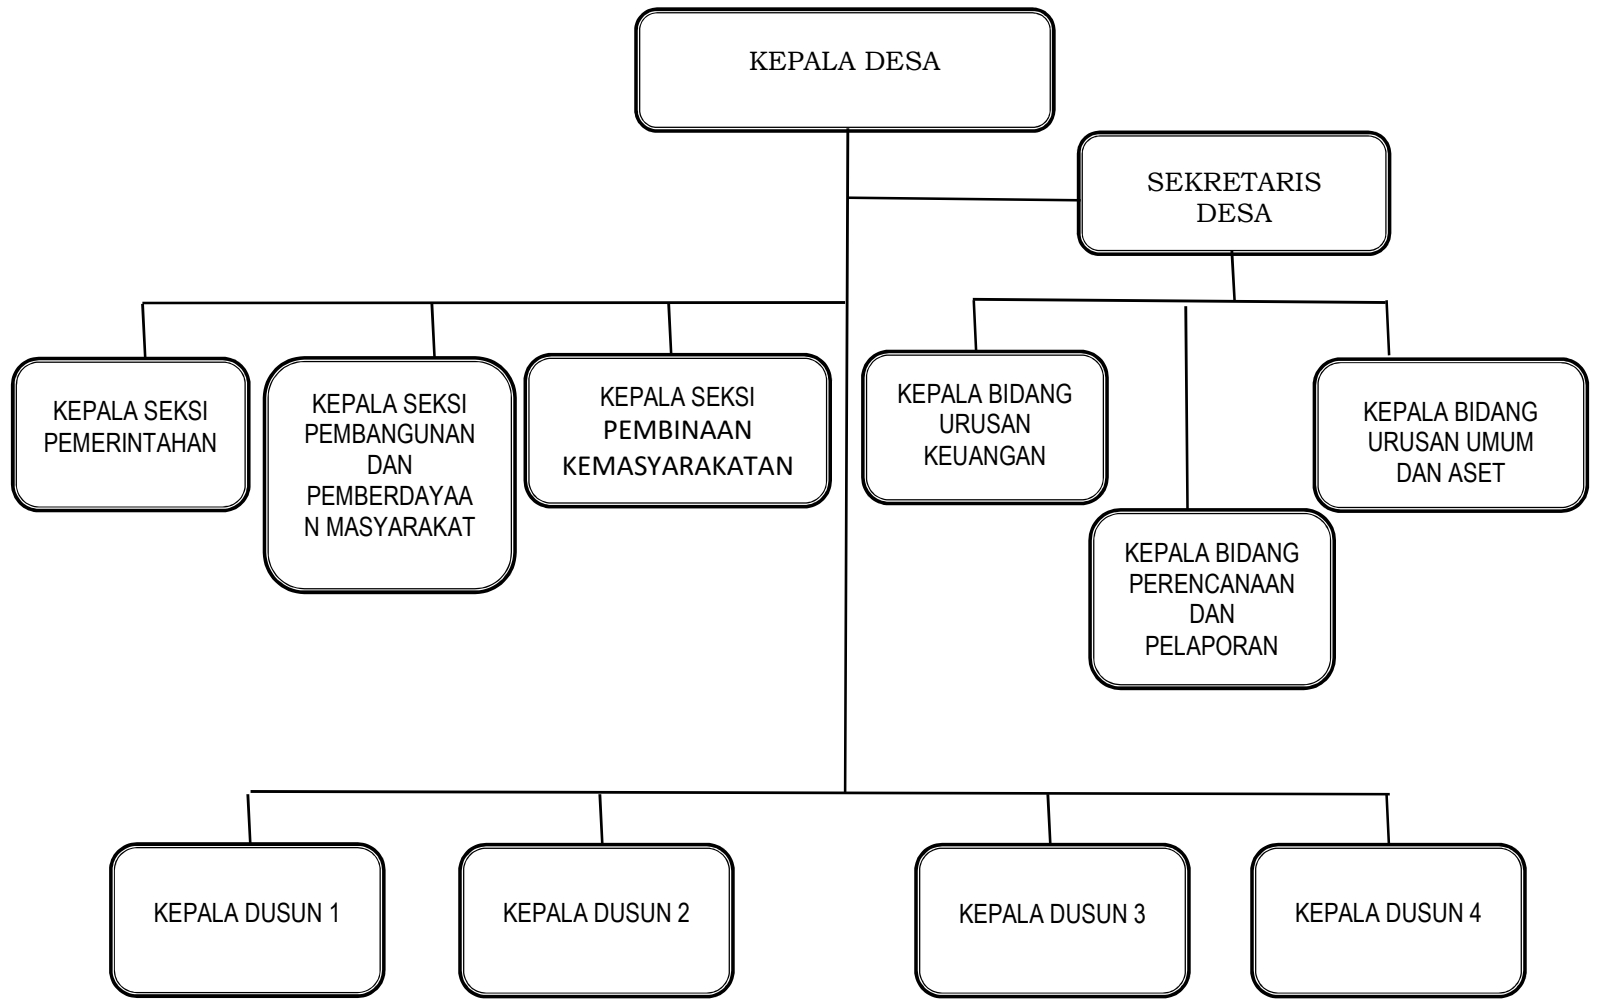 KEPALA DESA
SEKRETARIS
DESA
KEPALA SEKSI
PEMERINTAHAN
KEPALA SEKSI
PEMBANGUNAN
DAN
PEMBERDAYAA
N MASYARAKAT
KEPALA SEKSI
PEMBINAAN
KEMASYARAKATAN
KEPALA BIDANG
URUSAN
KEUANGAN
KEPALA BIDANG
PERENCANAAN
DAN
PELAPORAN
KEPALA BIDANG
URUSAN UMUM
DAN ASET
KEPALA DUSUN 1
KEPALA DUSUN 2
KEPALA DUSUN 3
KEPALA DUSUN 4